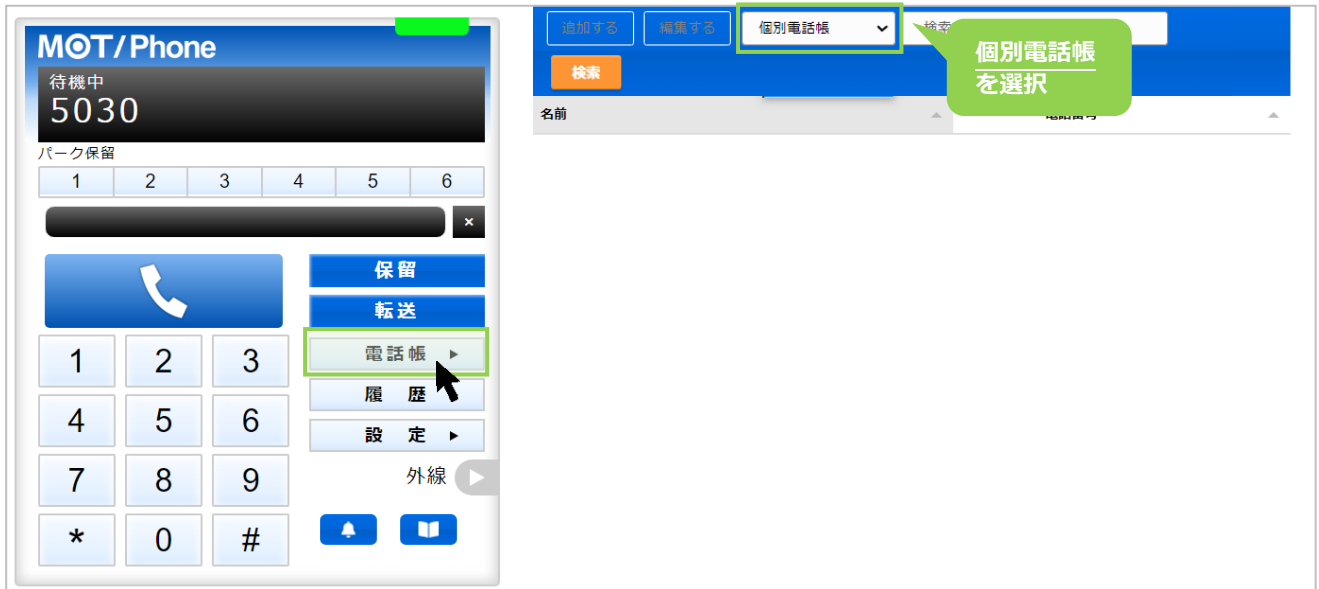 MOT/Phone
待機中
5030
パーク保留
1 2 3 4 5 6
×
保留
転送
電話帳
履歴
設定
外線
1 2 3
4 5 6
7 8 9
* 0 #
追加する 編集する 個別電話帳 検索
個別電話帳
を選択
検索
名前